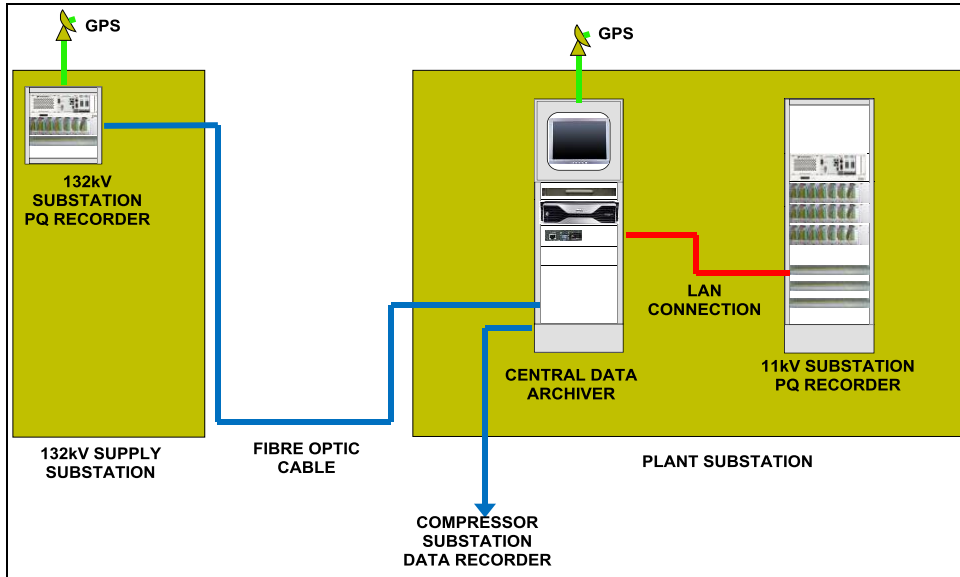 GPS
GPS
132kV
SUBSTATION
PQ RECORDER
LAN
CONNECTION
CENTRAL DATA
ARCHIVER
11kV SUBSTATION
PQ RECORDER
132kV SUPPLY
SUBSTATION
FIBRE OPTIC
CABLE
PLANT SUBSTATION
COMPRESSOR
SUBSTATION
DATA RECORDER